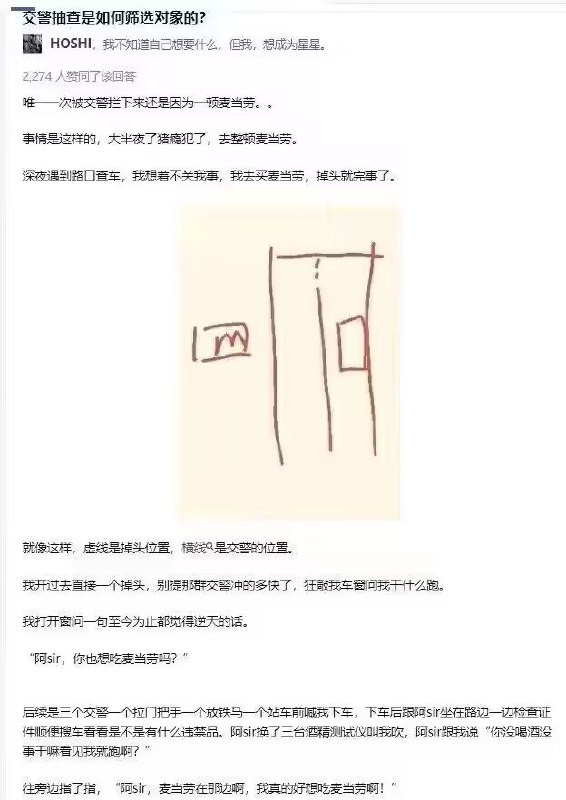 交警抽查是如何筛选对象的?
HOSHI，我不知道自己想要什么，但我，想成为星星。
2,274 人赞同了该回答
唯一一次被交警拦下来还是因为一顿麦当劳。。
事情是这样的，大半夜了猪瘾犯了，去整顿麦当劳。
深夜遇到路口查车，我想着不关我事，我去买麦当劳，掉头就完事了。
m
就像这样，虚线是掉头位置，横线是交警的位置。
我开过去直接一个掉头，别提那群交警冲的多快了，狂敲我车窗问我干什么跑。
我打开窗问一句至今为止都觉得逆天的话。
“阿sir，你也想吃麦当劳吗？”
后续是三个交警一个拉门把手一个放铁马一个站车前喊我下车，下车后跟阿sir坐在路边一边检查证
件顺便搜车看看是不是有什么违禁品。阿sir换了三台酒精测试仪叫我吹，阿sir跟我说“你没喝酒没
事干嘛看见我就跑啊？”
往旁边指了指，“阿sir，麦当劳在那边啊，我真的好想吃麦当劳啊！”